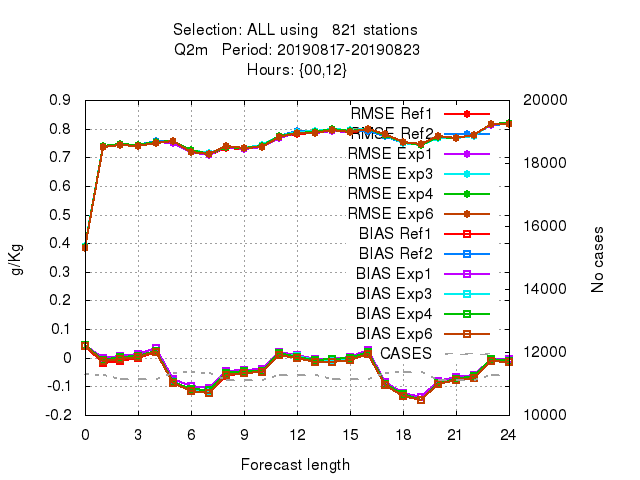 Selection: ALL using 821 stations
Q2m Period: 20190817-20190823
Hours: {00,12}
0.9
0.8
0.7
0.6
0.5
0.4
0.3
0.2
0.1
0
-0.1
-0.2
g/Kg
20000
18000
16000
14000
12000
10000
No cases
RMSE Ref1
RMSE Ref2
RMSE Exp1
RMSE Exp3
RMSE Exp4
RMSE Exp6
BIAS Ref1
BIAS Ref2
BIAS Exp1
BIAS Exp3
BIAS Exp4
BIAS Exp6
CASES
0 3 6 9 12 15 18 21 24
Forecast length